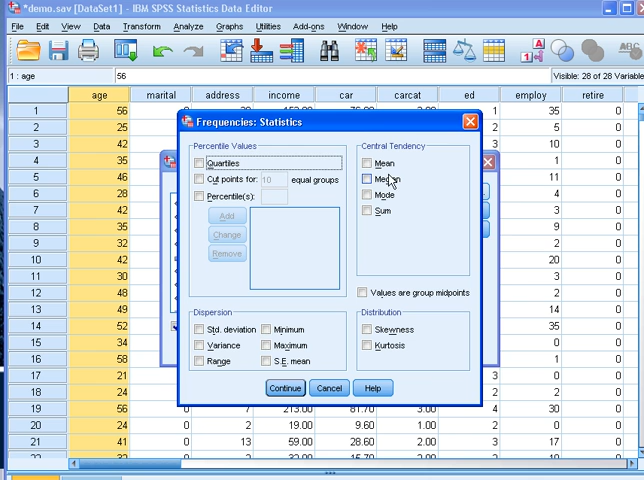 *demo.sav [DataSet1] - IBM SPSS Statistics Data Editor
File Edit View Data Transform Analyze Graphs Utilities Add-ons Window Help
1 : age 56 Visible: 28 of 28 Variable
age marital address income car carcat ed employ retire
Frequencies: Statistics
Percentile Values
Quartiles
Cut points for: 10 equal groups
Percentile(s):
Add
Change
Remove
Central Tendency
Mean
Median
Mode
Sum
Values are group midpoints
Dispersion
Std. deviation Minimum
Variance Maximum
Range S.E. mean
Distribution
Skewness
Kurtosis
Continue Cancel Help
1 56 1 35 0
2 25 2 5 0
3 42 10 0
4 35 1 1 0
5 46 11 0
6 28 4 0
7 42 3 0
8 35 9 0
9 32 2 0
10 42 20 0
11 30 3 0
12 48 2 0
13 49 14 0
14 52 35 0
15 34 0 0
16 58 1 0
17 21 3 0 0
18 24 2 2 0
19 56 0 7 213.00 81.70 3.00 4 30 0
20 24 0 2 19.00 9.60 1.00 2 0 0
21 41 0 13 59.00 28.60 2.00 3 17 0